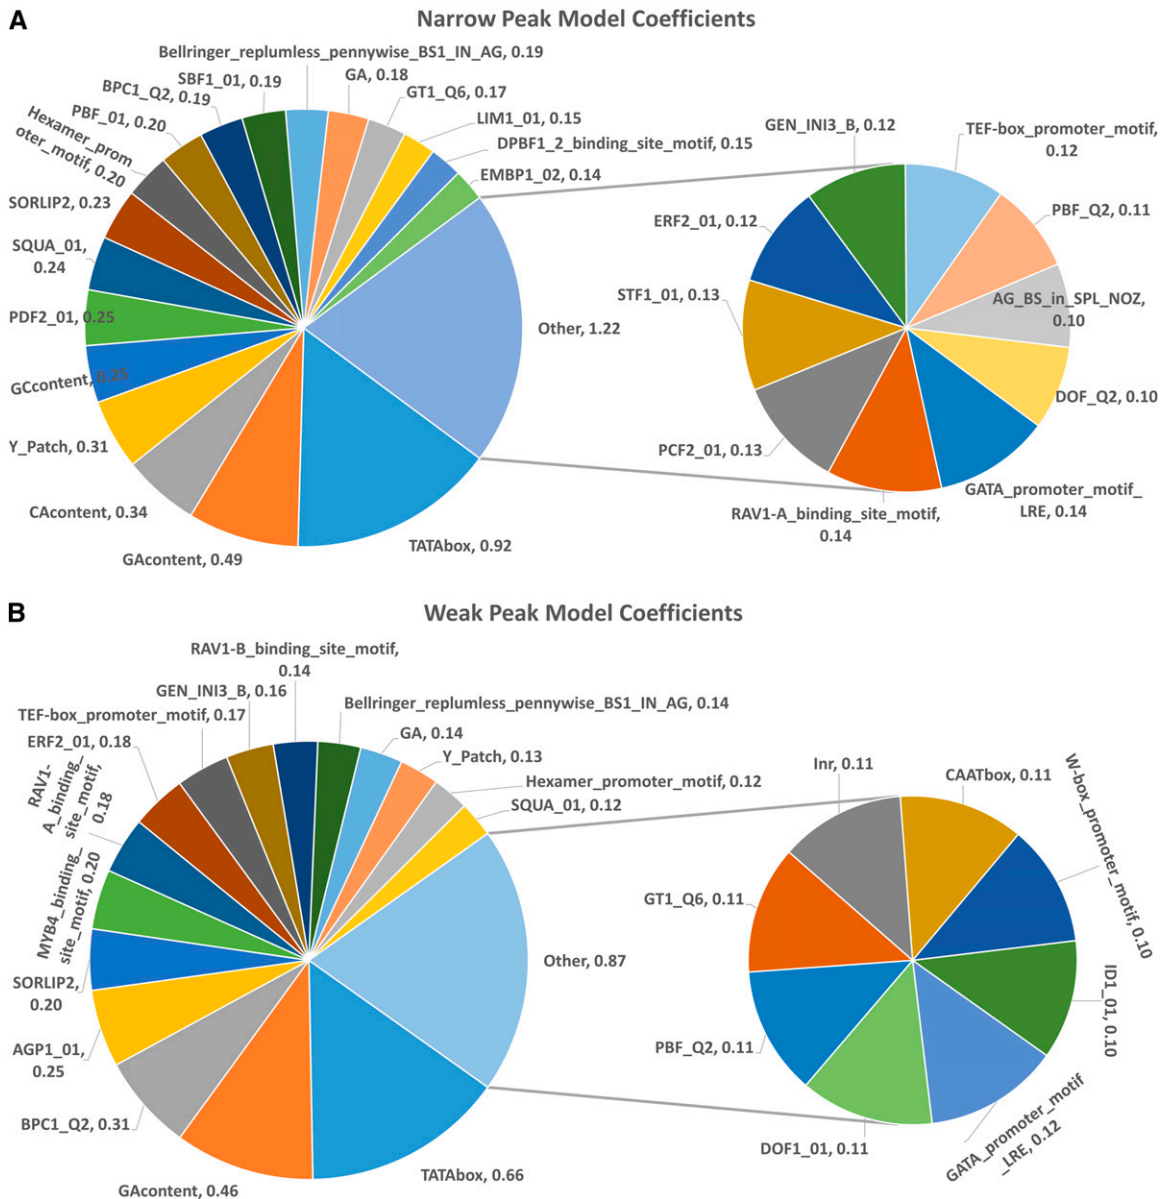 A
Narrow Peak Model Coefficients
Bellringer_replumless_pennywise_BS1_IN_AG, 0.19
SBF1_01, 0.19
GA, 0.18
BPC1_Q2, 0.19
GT1_Q6, 0.17
PBF_01, 0.20
LIM1_01, 0.15
Hexamer_prom
oter_motif, 0.20
DPBF1_2_binding_site_motif, 0.15
EMBP1_02, 0.14
SORLIP2, 0.23
SQUA_01,
0.24
PDF2_01, 0.25
GCcontent, 0.25
Y_Patch, 0.31
CAcontent, 0.34
GAcontent, 0.49
TATAbox, 0.92
Other, 1.22
GEN_INI3_B, 0.12
TEF-box_promoter_motif,
0.12
PBF_Q2, 0.11
ERF2_01, 0.12
AG_BS_in_SPL_NOZ,
0.10
STF1_01, 0.13
DOF_Q2, 0.10
PCF2_01, 0.13
GATA_promoter_motif_
LRE, 0.14
RAV1-A_binding_site_motif,
0.14
B
Weak Peak Model Coefficients
RAV1-B_binding_site_motif,
0.14
GEN_INI3_B, 0.16
Bellringer_replumless_pennywise_BS1_IN_AG, 0.14
TEF-box_promoter_motif, 0.17
GA, 0.14
ERF2_01, 0.18
Y_Patch, 0.13
RAV1-
A_binding_
site_motif,
0.18
Hexamer_promoter_motif, 0.12
SQUA_01, 0.12
MYB4_binding_
site_motif, 0.20
SORLIP2,
0.20
AGP1_01,
0.25
BPC1_Q2, 0.31
GAcontent, 0.46
TATAbox, 0.66
Other, 0.87
Inr, 0.11
CAATbox, 0.11
W-box_promoter
_motif, 0.10
GT1_Q6, 0.11
ID1_01, 0.10
PBF_Q2, 0.11
DOF1_01, 0.11
GATA_promoter_motif
_LRE, 0.12